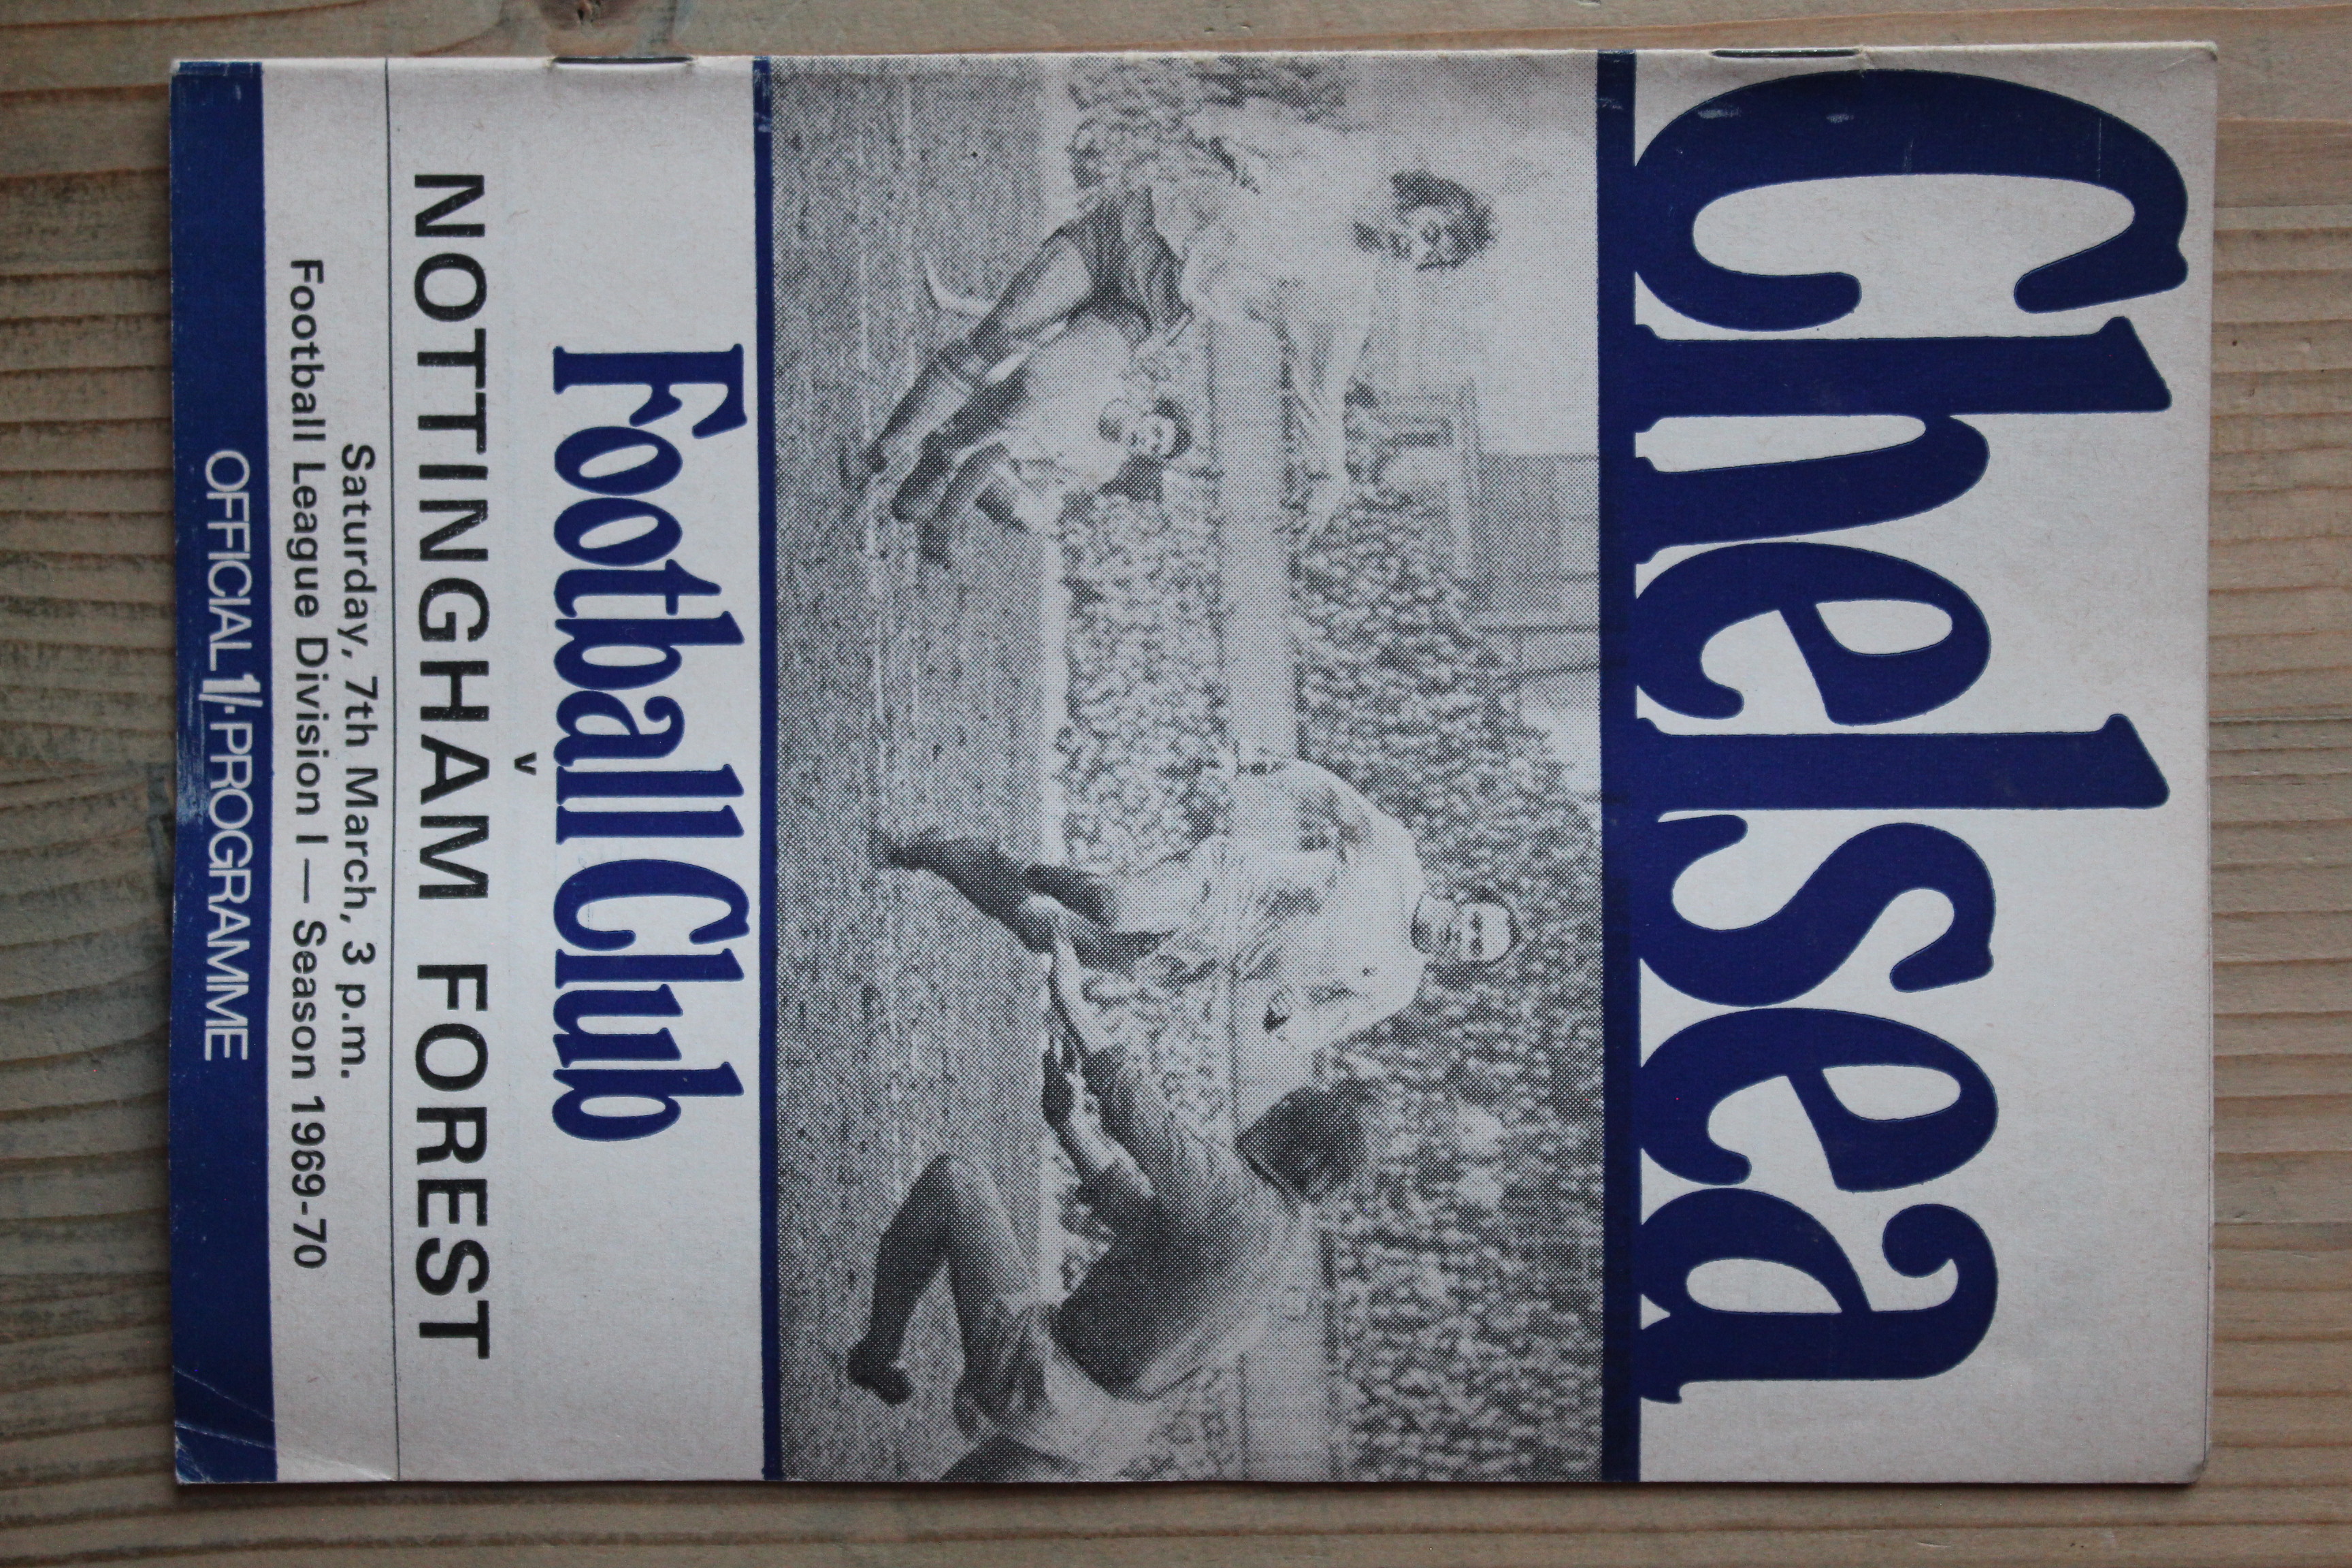 Chelsea
Football Club
v
NOTTINGHAM FOREST
Saturday, 7th March, 3 p.m.
Football League Division I — Season 1969-70
OFFICIAL 1/- PROGRAMME